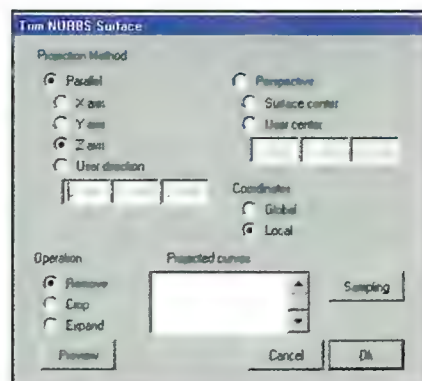 Trim NURBS Surface
Projection Method
Parallel
X axis
Y axis
Z axis
User direction
Perspective
Surface center
User center
Coordinates
Global
Local
Operation
Remove
Crop
Expand
Projected curves
Sampling
Preview
Cancel
Ok